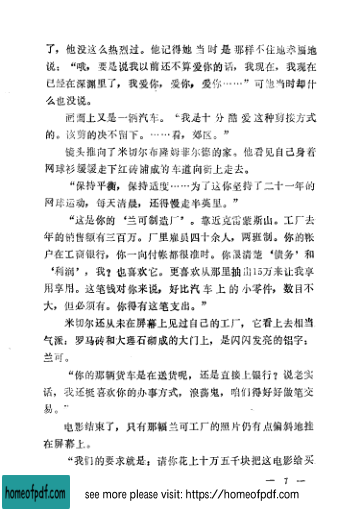 了，他没这么热烈过。他记得她当时是那样不住地亲昵地
说：“哦，要是说我以前还不算爱你的话，我现在，我现在
已经在深渊里了，我爱你，爱你，爱你……”可他当时却什
么也没说。
画面上又是一辆汽车。“我是十分酷爱这种剪接方式
的。该剪的决不留下。……看，郊区。”
镜头推向了米切尔布隆姆菲尔德的家。他看见自己身着
网球衫缓缓走下红砖铺成的车道向街上走去。
“保持平衡，保持适度……为了这你坚持了二十一年的
网球运动，每天清晨，还得慢走半英里。”
“这是你的‘兰可制造厂’。靠近克雷蒙斯山。工厂去
年的销售额有三百万。厂里雇员四十余人，两班制。你的帐
户在工商银行，你一向付帐都很准时。你很清楚‘债务’和
‘利润’，我？也喜欢它。更喜欢从那里抽出15万来让我享
用享用。这笔钱对你来说，好比汽车上的小零件，数目不
大，但必须有。你得有这笔支出。”
米切尔还从未在屏幕上见过自己的工厂，它看上去相当
气派：罗马砖和大理石砌成的大门上，是闪闪发亮的铝字：
兰可。
“你的那辆货车是在送货呢，还是直接上银行？说老实
话，我还挺喜欢你的办事方式，浪荡鬼，咱们得好好做笔交
易。”
电影结束了，只有那幅兰可工厂的照片仍有点偏斜地挂
在屏幕上。
“我们的要求就是：请你花上十万五千块把这电影给买
— 7 —
homeofpdf.com
see more please visit: https://homeofpdf.com